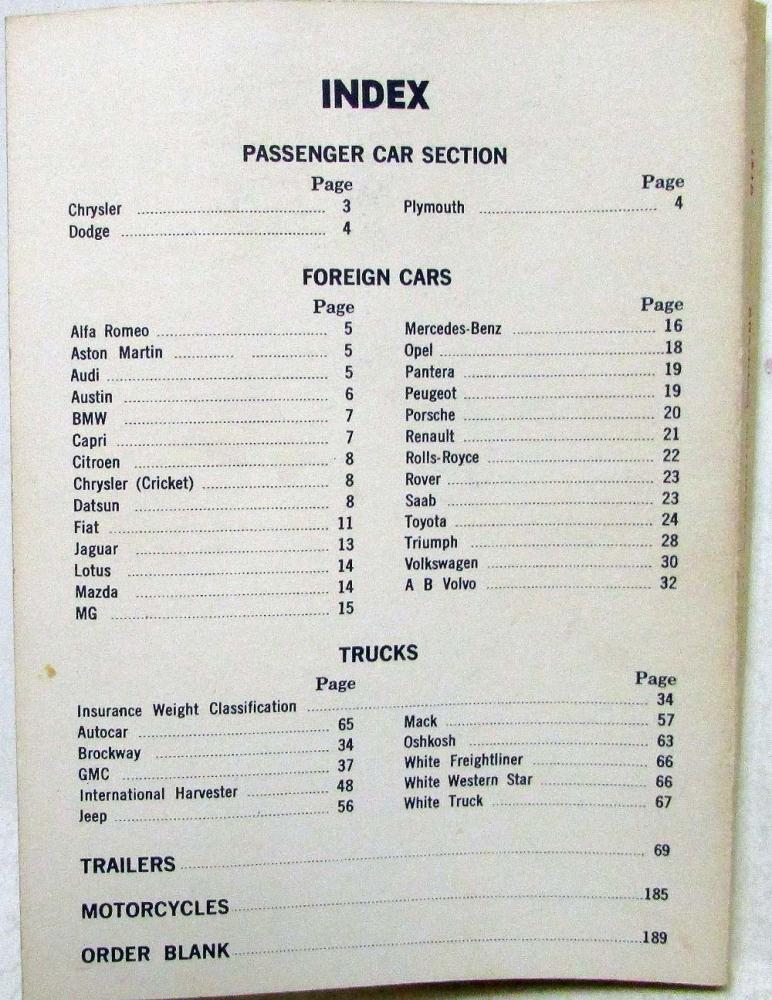 INDEX
PASSENGER CAR SECTION
Page Page
Chrysler 3 Plymouth 4
Dodge 4
FOREIGN CARS
Page Page
Alfa Romeo 5 Mercedes-Benz 16
Aston Martin 5 Opel 18
Audi 5 Pantera 19
Austin 6 Peugeot 19
BMW 7 Porsche 20
Capri 7 Renault 21
Citroen 8 Rolls-Royce 22
Chrysler (Cricket) 8 Rover 23
Datsun 8 Saab 23
Fiat 11 Toyota 24
Jaguar 13 Triumph 28
Lotus 14 Volkswagen 30
Mazda 14 A B Volvo 32
MG 15
TRUCKS
Page Page
Insurance Weight Classification 34
Autocar 65 Mack 57
Brockway 34 Oshkosh 63
GMC 37 White Freightliner 66
International Harvester 48 White Western Star 66
Jeep 56 White Truck 67
TRAILERS 69
MOTORCYCLES 185
ORDER BLANK 189